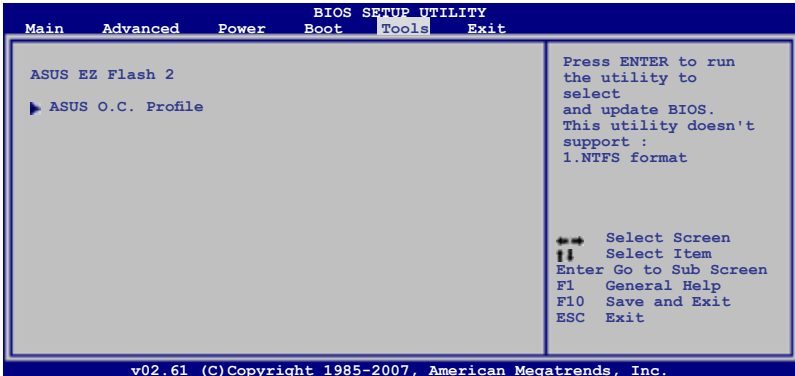 BIOS SETUP UTILITY
Main Advanced Power Boot Tools Exit
ASUS EZ Flash 2
ASUS O.C. Profile
Press ENTER to run
the utility to
select
and update BIOS.
This utility doesn't
support :
1.NTFS format
Select Screen
Select Item
Enter Go to Sub Screen
F1 General Help
F10 Save and Exit
ESC Exit
v02.61 (C)Copyright 1985-2007, American Megatrends, Inc.